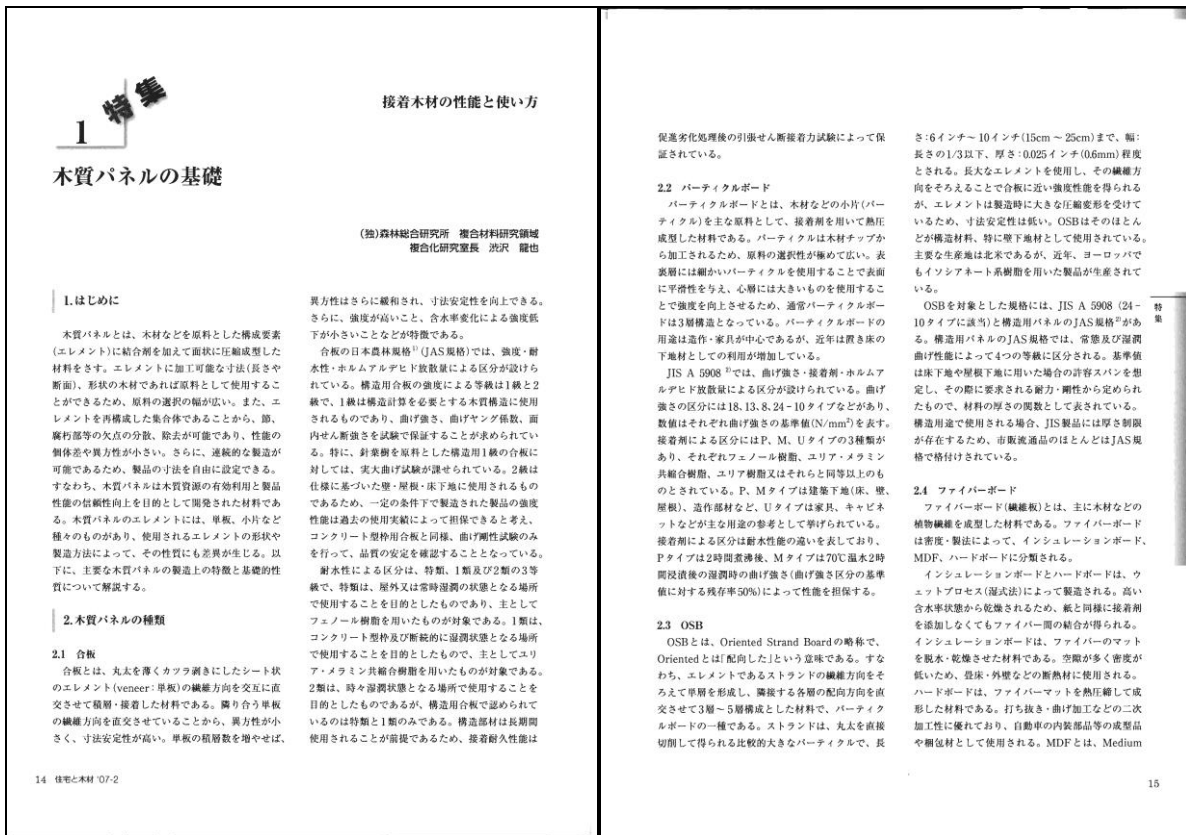 特集
1
接着木材の性能と使い方
木質パネルの基礎
(独)森林総合研究所 複合材料研究領域
複合化研究室長 渋沢 龍也
1.はじめに
木質パネルとは、木材などを原料とした構成要素
(エレメント)に結合剤を加えて面状に圧縮成型した
材料をさす。エレメントに加工可能な寸法(長さや
断面)、形状の木材であれば原料として使用するこ
とができるため、原料の選択の幅が広い。また、エ
レメントを再構成した集合体であることから、節、
腐朽部等の欠点の分散、除去が可能であり、性能の
個体差や異方性が小さい。さらに、連続的な製造が
可能であるため、製品の寸法を自由に設定できる。
すなわち、木質パネルは木質資源の有効利用と製品
性能の信頼性向上を目的として開発された材料であ
る。木質パネルのエレメントには、単板、小片など
種々のものがあり、使用されるエレメントの形状や
製造方法によって、その性質にも差異が生じる。以
下に、主要な木質パネルの製造上の特徴と基礎的性
質について解説する。
2.木質パネルの種類
2.1 合板
合板とは、丸太を薄くカツラ剥きにしたシート状
のエレメント(veneer:単板)の繊維方向を交互に直
交させて積層・接着した材料である。隣り合う単板
の繊維方向を直交させていることから、異方性が小
さく、寸法安定性が高い。単板の積層数を増やせば、
異方性はさらに緩和され、寸法安定性を向上できる。
さらに、強度が高いこと、含水率変化による強度低
下が小さいことなどが特徴である。
合板の日本農林規格1)(JAS規格)では、強度・耐
水性・ホルムアルデヒド放散量による区分が設けら
れている。構造用合板の強度による等級は1級と2
級で、1級は構造計算を必要とする木質構造に使用
されるものであり、曲げ強さ、曲げヤング係数、面
内せん断強さを試験で保証することが求められてい
る。特に、針葉樹を原料とした構造用1級の合板に
対しては、実大曲げ試験が課せられている。2級は
仕様に基づいた壁・屋根・床下地に使用されるもの
であるため、一定の条件下で製造された製品の強度
性能は過去の使用実績によって担保できると考え、
コンクリート型枠用合板と同様、曲げ剛性試験のみ
を行って、品質の安定を確認することとなっている。
耐水性による区分は、特類、1類及び2類の3等
級で、特類は、屋外又は常時湿潤の状態となる場所
で使用することを目的としたものであり、主として
フェノール樹脂を用いたものが対象である。1類は、
コンクリート型枠及び断続的に湿潤状態となる場所
で使用することを目的としたもので、主としてユリ
ア・メラミン共縮合樹脂を用いたものが対象である。
2類は、時々湿潤状態となる場所で使用することを
目的としたものであるが、構造用合板で認められて
いるのは特類と1類のみである。構造部材は長期間
使用されることが前提であるため、接着耐久性能は
14 住宅と木材 '07-2
促進劣化処理後の引張せん断接着力試験によって保
証されている。
2.2 パーティクルボード
パーティクルボードとは、木材などの小片(パー
ティクル)を主な原料として、接着剤を用いて熱圧
成型した材料である。パーティクルは木材チップか
ら加工されるため、原料の選択性が極めて広い。表
裏層には細かいパーティクルを使用することで表面
に平滑性を与え、心層には大きいものを使用するこ
とで強度を向上させるため、通常パーティクルボー
ドは3層構造となっている。パーティクルボードの
用途は造作・家具が中心であるが、近年は置き床の
下地材としての利用が増加している。
JIS A 5908 2)では、曲げ強さ・接着剤・ホルムア
ルデヒド放散量による区分が設けられている。曲げ
強さの区分には18、13、8、24-10タイプなどがあり、
数値はそれぞれ曲げ強さの基準値(N/mm²)を表す。
接着剤による区分にはP、M、Uタイプの3種類が
あり、それぞれフェノール樹脂、ユリア・メラミン
共縮合樹脂、ユリア樹脂又はそれらと同等以上のも
のとされている。P、Mタイプは建築下地(床、壁、
屋根)、造作部材など、Uタイプは家具、キャビネ
ットなどが主な用途の参考として挙げられている。
接着剤による区分は耐水性能の違いを表しており、
Pタイプは2時間煮沸後、Mタイプは70℃温水2時
間浸漬後の湿潤時の曲げ強さ(曲げ強さ区分の基準
値に対する残存率50%)によって性能を担保する。
2.3 OSB
OSBとは、Oriented Strand Boardの略称で、
Orientedとは「配向した」という意味である。すな
わち、エレメントであるストランドの繊維方向をそ
ろえて単層を形成し、隣接する各層の配向方向を直
交させて3層~5層構成とした材料で、パーティク
ルボードの一種である。ストランドは、丸太を直接
切削して得られる比較的大きなパーティクルで、長
さ:6インチ~10インチ(15cm ~ 25cm)まで、幅:
長さの1/3以下、厚さ:0.025インチ(0.6mm)程度
とされる。長大なエレメントを使用し、その繊維方
向をそろえることで合板に近い強度性能を得られる
が、エレメントは製造時に大きな圧縮変形を受けて
いるため、寸法安定性は低い。OSBはそのほとん
どが構造材料、特に壁下地材として使用されている。
主要な生産地は北米であるが、近年、ヨーロッパで
もイソシアネート系樹脂を用いた製品が生産されて
いる。
OSBを対象とした規格には、JIS A 5908 (24-
10タイプに該当)と構造用パネルのJAS規格3)があ
る。構造用パネルのJAS規格では、常態及び湿潤
曲げ性能によって4つの等級に区分される。基準値
は床下地や屋根下地に用いた場合の許容スパンを想
定し、その際に要求される耐力・剛性から定められ
たもので、材料の厚さの関数として表されている。
構造用途で使用される場合、JIS製品には厚さ制限
が存在するため、市販流通品のほとんどはJAS規
格で格付けされている。
2.4 ファイバーボード
ファイバーボード(繊維板)とは、主に木材などの
植物繊維を成型した材料である。ファイバーボード
は密度・製法によって、インシュレーションボード、
MDF、ハードボードに分類される。
インシュレーションボードとハードボードは、ウ
ェットプロセス(湿式法)によって製造される。高い
含水率状態から乾燥されるため、紙と同様に接着剤
を添加しなくてもファイバー間の結合が得られる。
インシュレーションボードは、ファイバーのマット
を脱水・乾燥させた材料である。空隙が多く密度が
低いため、畳床・外壁などの断熱材に使用される。
ハードボードは、ファイバーマットを熱圧締して成
形した材料である。打ち抜き・曲げ加工などの二次
加工性に優れており、自動車の内装部品等の成型品
や梱包材として使用される。MDFとは、Medium
特集
15